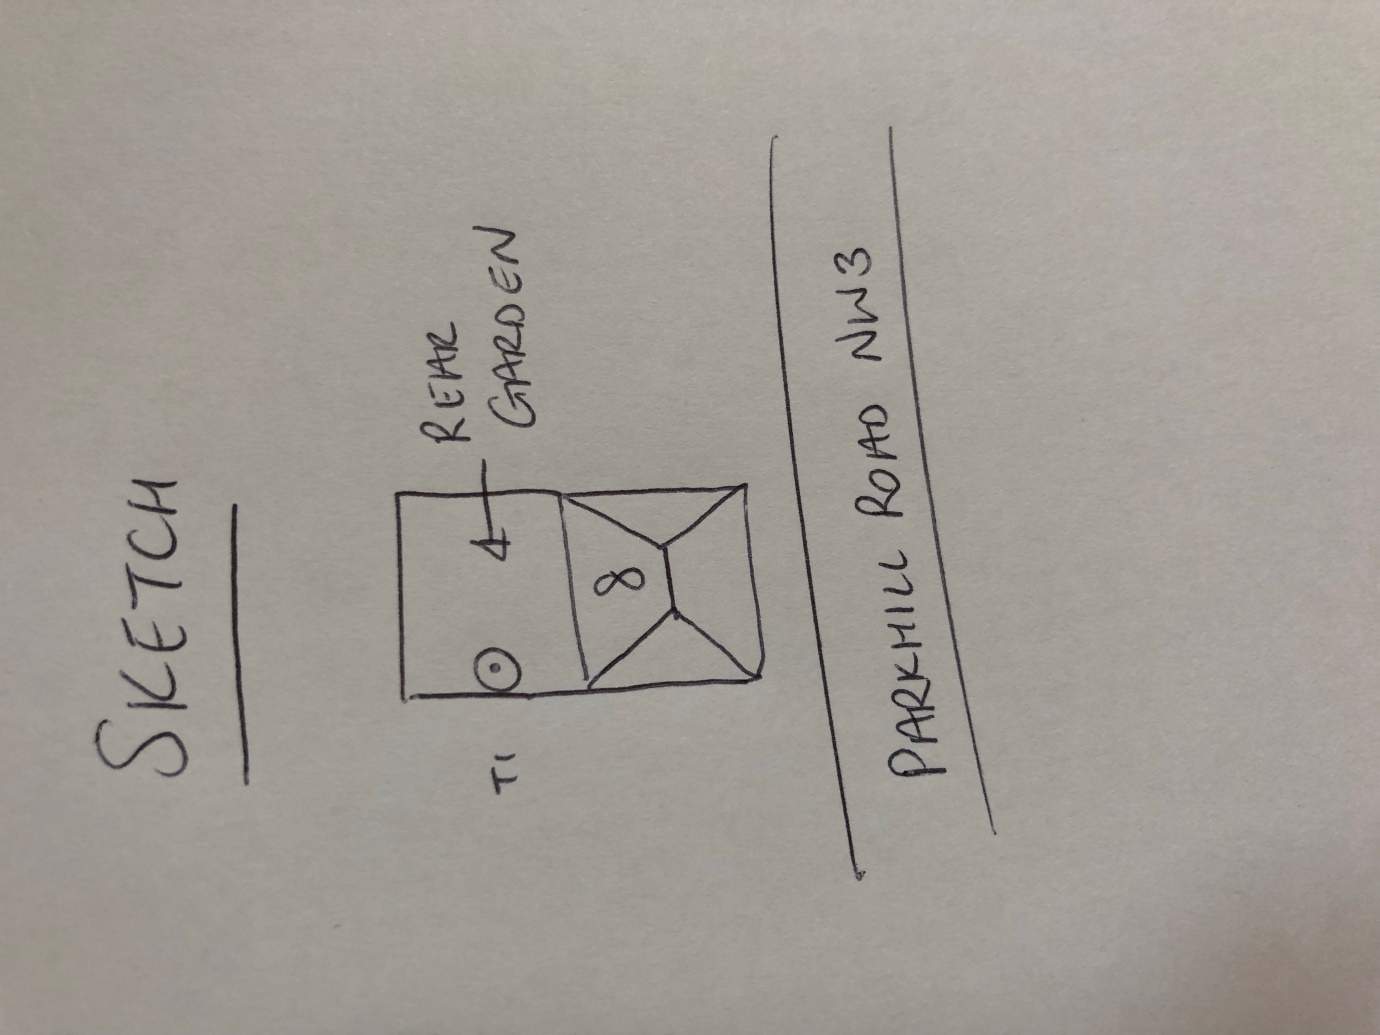 SKETCH
REAR
GARDEN
T1
8
PARKHILL ROAD NW3